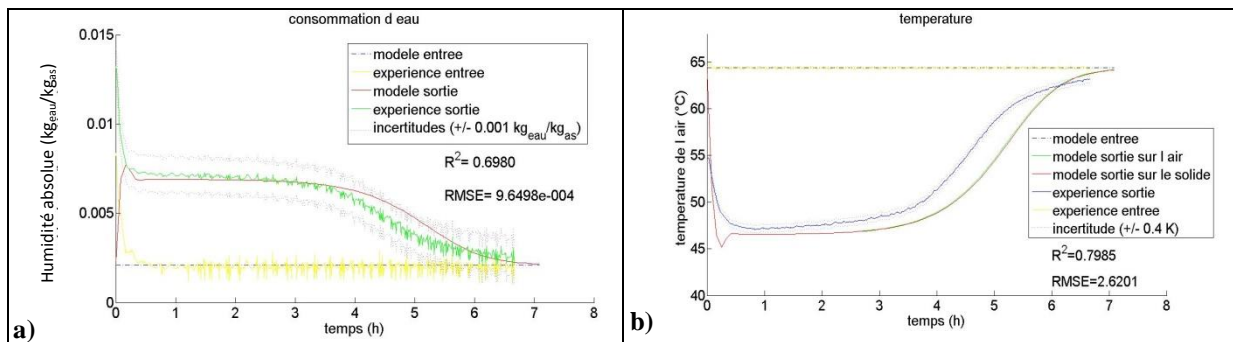 consommation d eau
0.015
0.01
0.005
0
Humidité absolue (kgeau/kgas)
modele entree
experience entree
modele sortie
experience sortie
incertitudes (+/- 0.001 kgeau/kgas)
R2= 0.6980
RMSE= 9.6498e-004
0 1 2 3 4 5 6 7 8
temps (h)
a)
temperature
65
60
55
50
45
40
temperature de l air (°C)
modele entree
modele sortie sur l air
modele sortie sur le solide
experience sortie
experience entree
incertitude (+/- 0.4 K)
R2=0.7985
RMSE=2.6201
0 1 2 3 4 5 6 7 8
temps (h)
b)